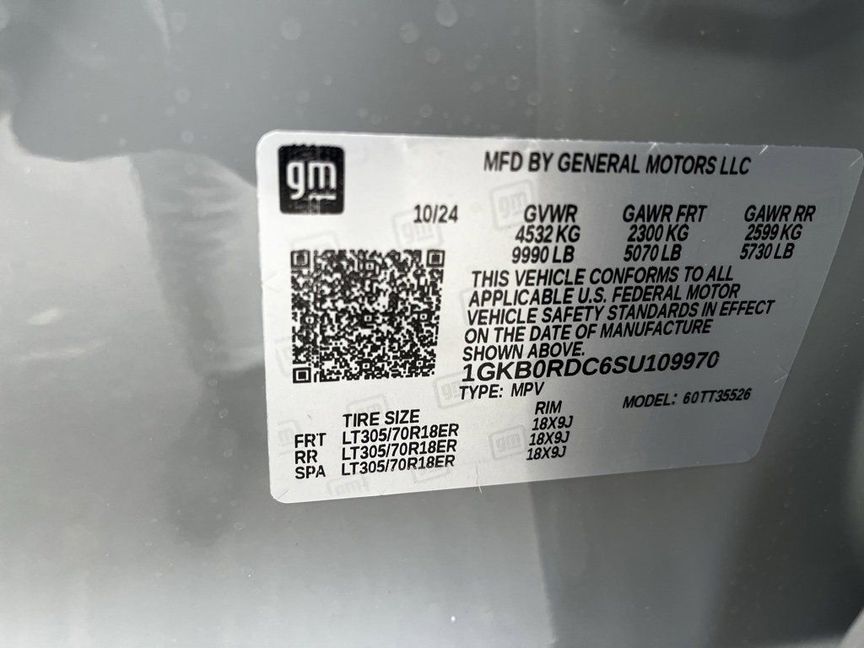 gm
MFD BY GENERAL MOTORS LLC
10/24 GVWR GAWR FRT GAWR RR
4532 KG 2300 KG 2599 KG
9990 LB 5070 LB 5730 LB
THIS VEHICLE CONFORMS TO ALL
APPLICABLE U.S. FEDERAL MOTOR
VEHICLE SAFETY STANDARDS IN EFFECT
ON THE DATE OF MANUFACTURE
SHOWN ABOVE.
1GKB0RDC6SU109970
TYPE: MPV MODEL: 60TT35526
TIRE SIZE RIM
FRT LT305/70R18ER 18X9J
RR LT305/70R18ER 18X9J
SPA LT305/70R18ER 18X9J